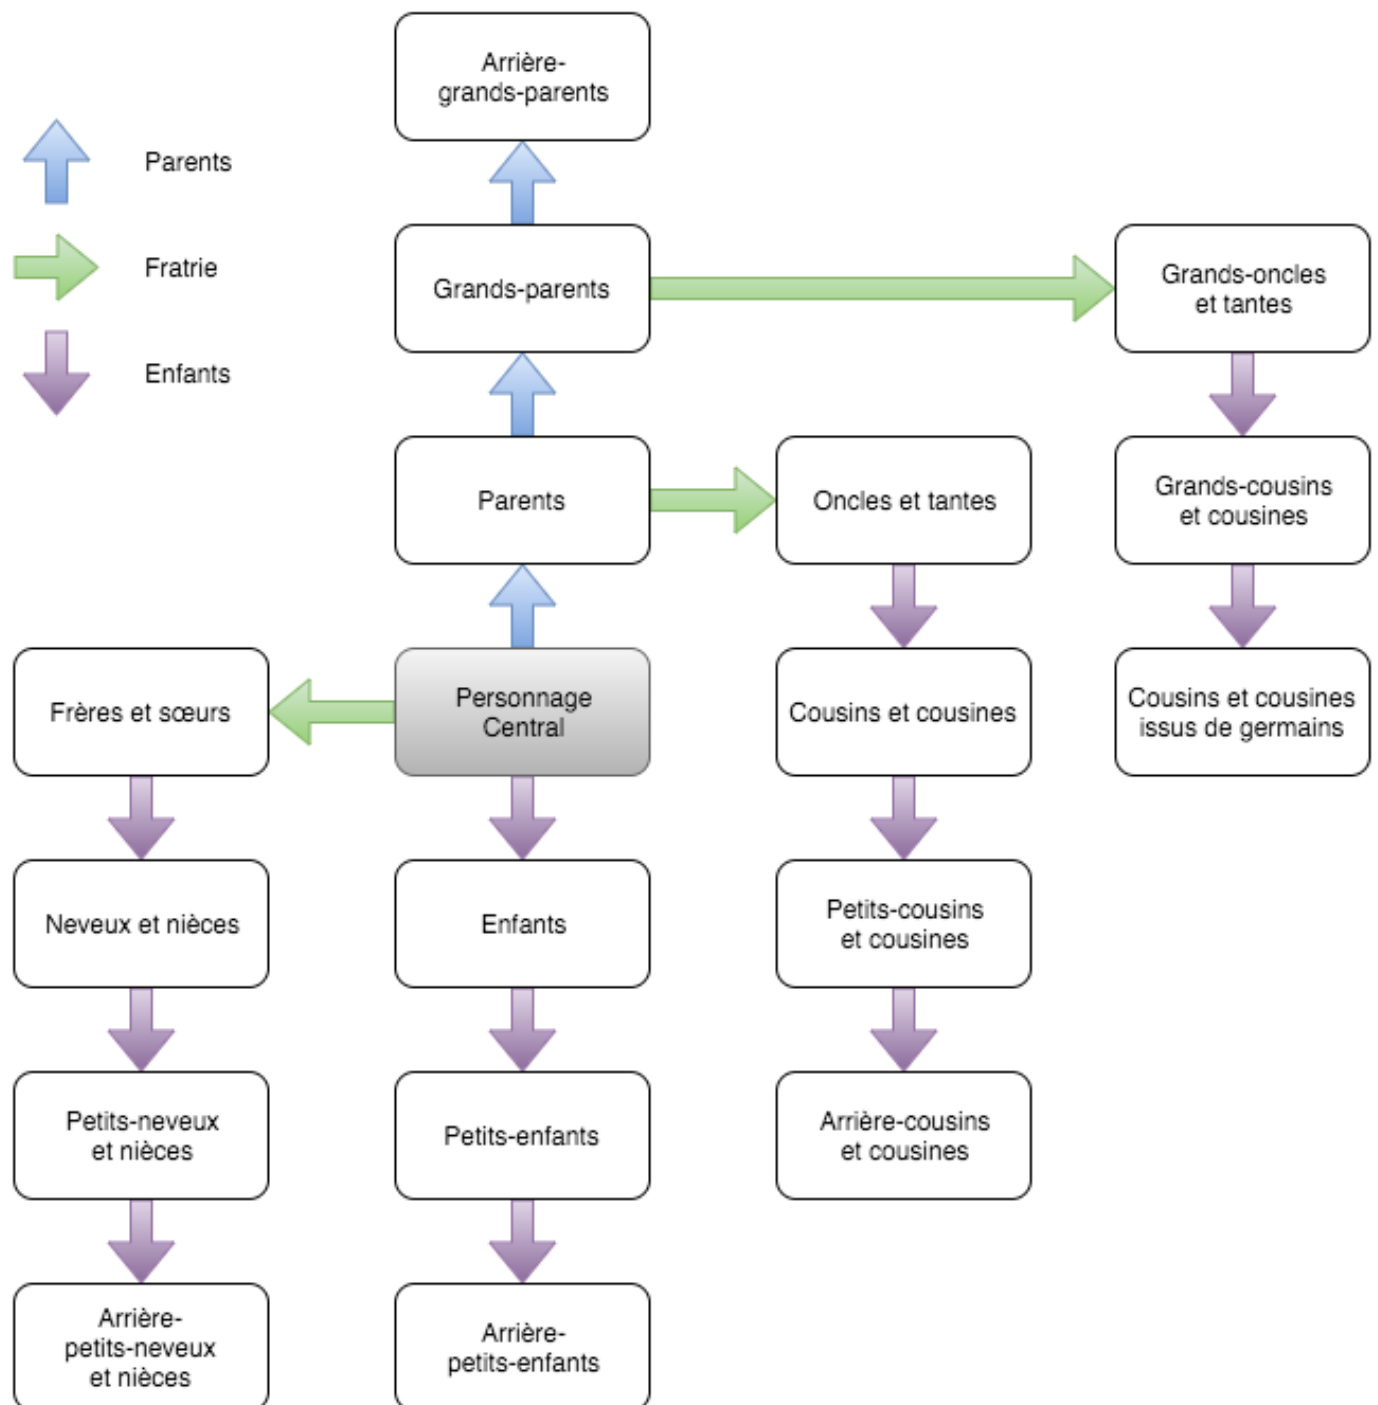 Arrière-
grands-parents
Parents
Fratrie
Enfants
Grands-parents
Grands-oncles
et tantes
Parents
Oncles et tantes
Grands-cousins
et cousines
Frères et sœurs
Personnage
Central
Cousins et cousines
Cousins et cousines
issus de germains
Neveux et nièces
Enfants
Petits-cousins
et cousines
Petits-neveux
et nièces
Petits-enfants
Arrière-cousins
et cousines
Arrière-
petits-neveux
et nièces
Arrière-
petits-enfants